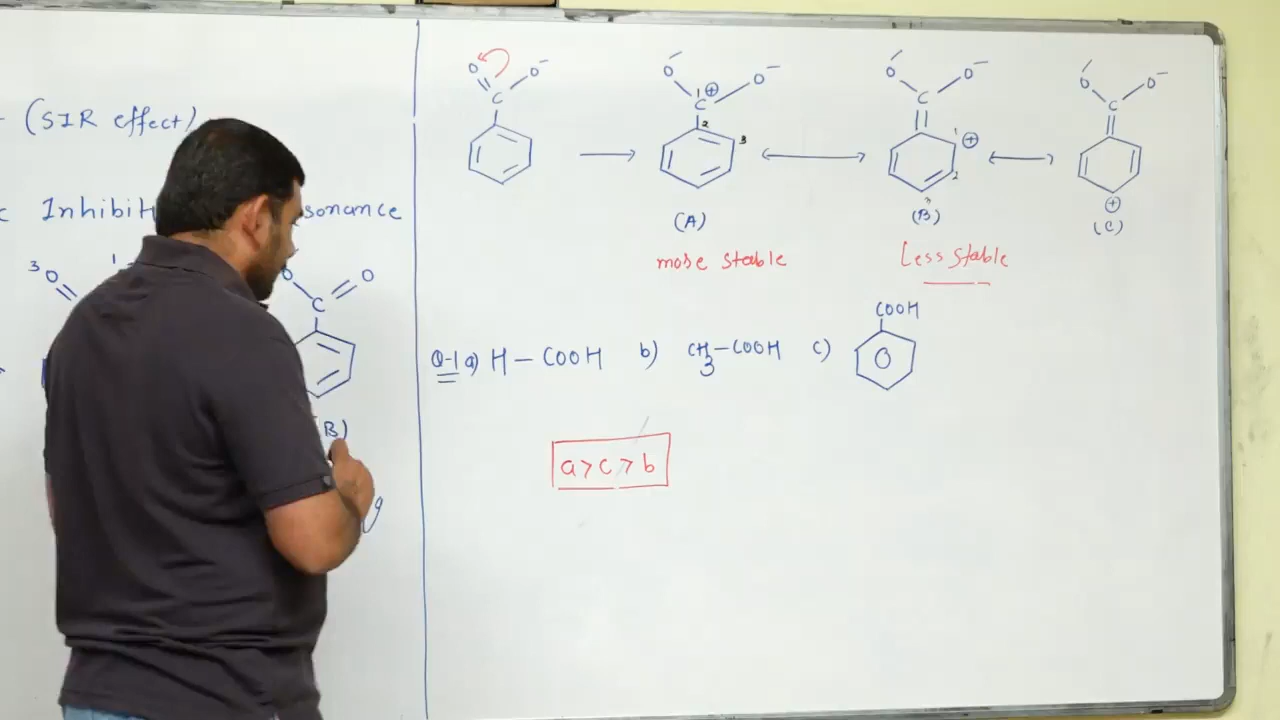 (SIR effect)
Inhibit
sonance
3
O
O
O
C
B)
O
O⁻
C
O⁻
O⁻
1
C
⊕
2
3
(A)
more stable
O⁻
O⁻
C
1
⊕
2
3
(B)
Less stable
O⁻
O⁻
C
⊕
(C)
Q-1 a) H – COOH b) CH3 – COOH c) COOH
a > c > b